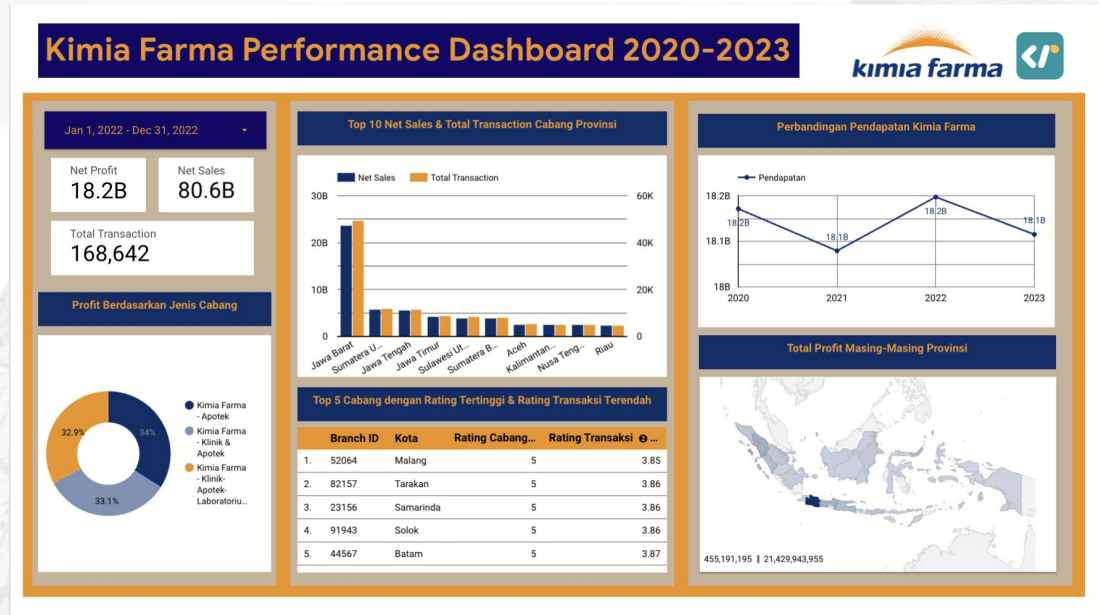 Kimia Farma Performance Dashboard 2020-2023
kimia farma
Jan 1, 2022 - Dec 31, 2022
Net Profit
18.2B
Net Sales
80.6B
Total Transaction
168,642
Profit Berdasarkan Jenis Cabang
32.9%
34%
33.1%
Kimia Farma
- Apotek
Kimia Farma
- Klinik &
Apotek
Kimia Farma
- Klinik-
Apotek-
Laboratoriu...
Top 10 Net Sales & Total Transaction Cabang Provinsi
Net Sales
Total Transaction
30B
20B
10B
0
60K
40K
20K
0
Jawa Barat
Sumatera U...
Jawa Tengah
Jawa Timur
Sulawesi Ut...
Sumatera B...
Aceh
Kalimantan...
Nusa Teng...
Riau
Top 5 Cabang dengan Rating Tertinggi & Rating Transaksi Terendah
Branch ID Kota Rating Cabang... Rating Transaksi ❷ ...
1. 52064 Malang 5 3.85
2. 82157 Tarakan 5 3.86
3. 23156 Samarinda 5 3.86
4. 91943 Solok 5 3.86
5. 44567 Batam 5 3.87
Perbandingan Pendapatan Kimia Farma
Pendapatan
18.2B
18.1B
18B
18.2B
18.1B
18.2B
18.1B
2020
2021
2022
2023
Total Profit Masing-Masing Provinsi
455,191,195
21,429,943,955